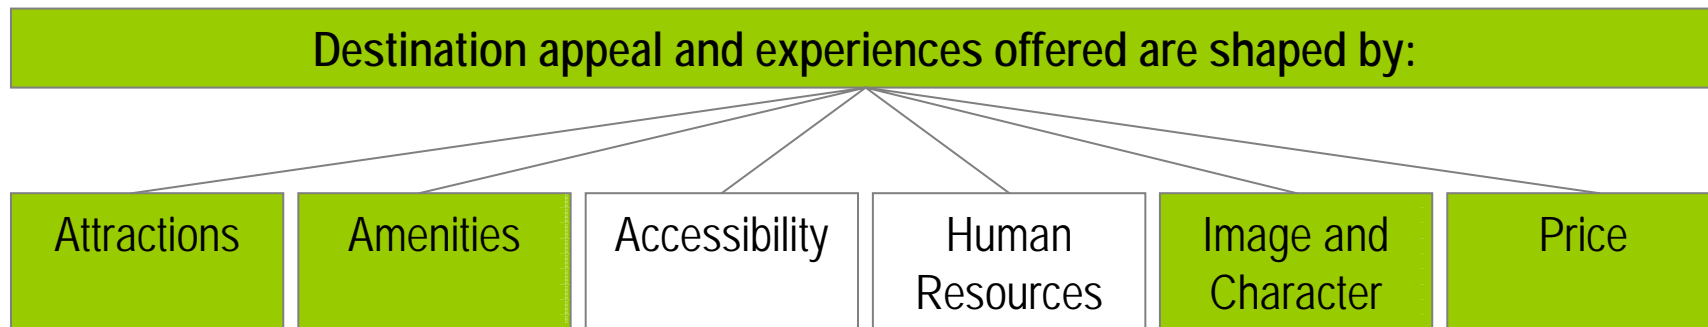 Destination appeal and experiences offered are shaped by:
Attractions
Amenities
Accessibility
Human
Resources
Image and
Character
Price